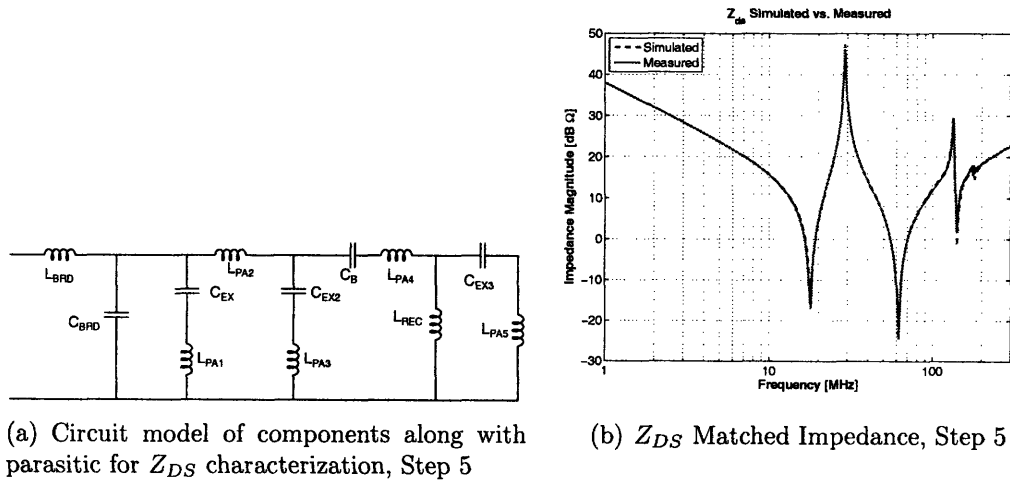 Z_ds Simulated vs. Measured
Simulated
Measured
50
40
30
20
10
0
−10
−20
−30
1
10
100
Impedance Magnitude [dB Ω]
Frequency [MHz]
L_BRD
C_BRD
C_EX
L_PA1
L_PA2
C_EX2
L_PA3
C_B
L_PA4
L_REC
C_EX3
L_PA5
(a) Circuit model of components along with
parasitic for Z_DS characterization, Step 5
(b) Z_DS Matched Impedance, Step 5